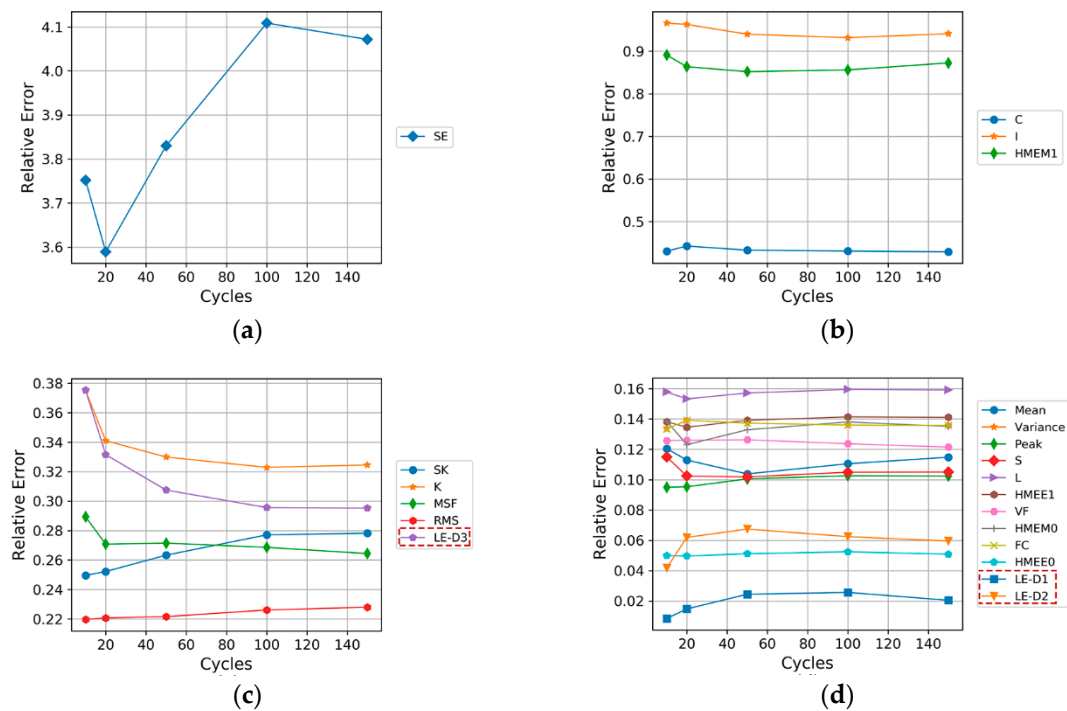 4.1
4.0
3.9
3.8
3.7
3.6
Relative Error
20 40 60 80 100 120 140
Cycles
SE
(a)
0.9
0.8
0.7
0.6
0.5
Relative Error
20 40 60 80 100 120 140
Cycles
C
I
HMEM1
(b)
0.38
0.36
0.34
0.32
0.30
0.28
0.26
0.24
0.22
Relative Error
20 40 60 80 100 120 140
Cycles
SK
K
MSF
RMS
LE-D3
(c)
0.16
0.14
0.12
0.10
0.08
0.06
0.04
0.02
Relative Error
20 40 60 80 100 120 140
Cycles
Mean
Variance
Peak
S
L
HMEE1
VF
HMEM0
FC
HMEE0
LE-D1
LE-D2
(d)